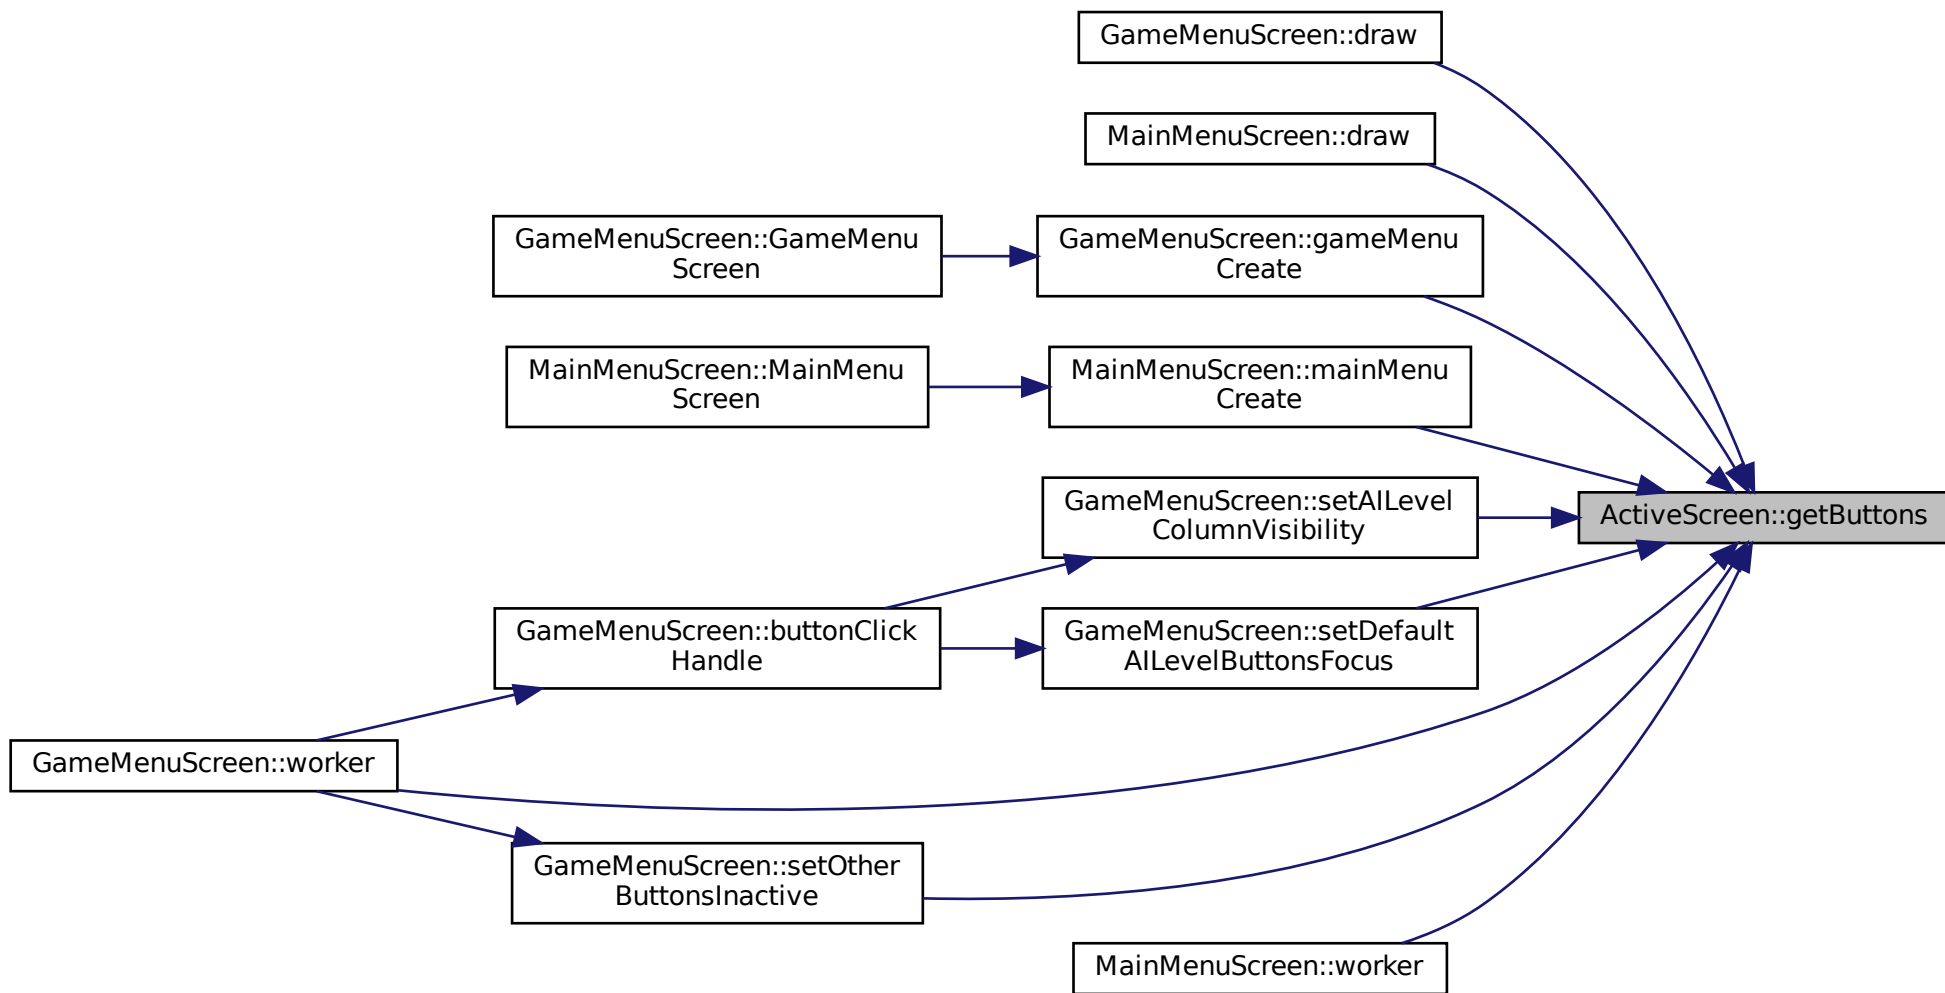 GameMenuScreen::draw
MainMenuScreen::draw
GameMenuScreen::GameMenu
Screen
GameMenuScreen::gameMenu
Create
MainMenuScreen::MainMenu
Screen
MainMenuScreen::mainMenu
Create
GameMenuScreen::setAILevel
ColumnVisibility
ActiveScreen::getButtons
GameMenuScreen::buttonClick
Handle
GameMenuScreen::setDefault
AILevelButtonsFocus
GameMenuScreen::worker
GameMenuScreen::setOther
ButtonsInactive
MainMenuScreen::worker